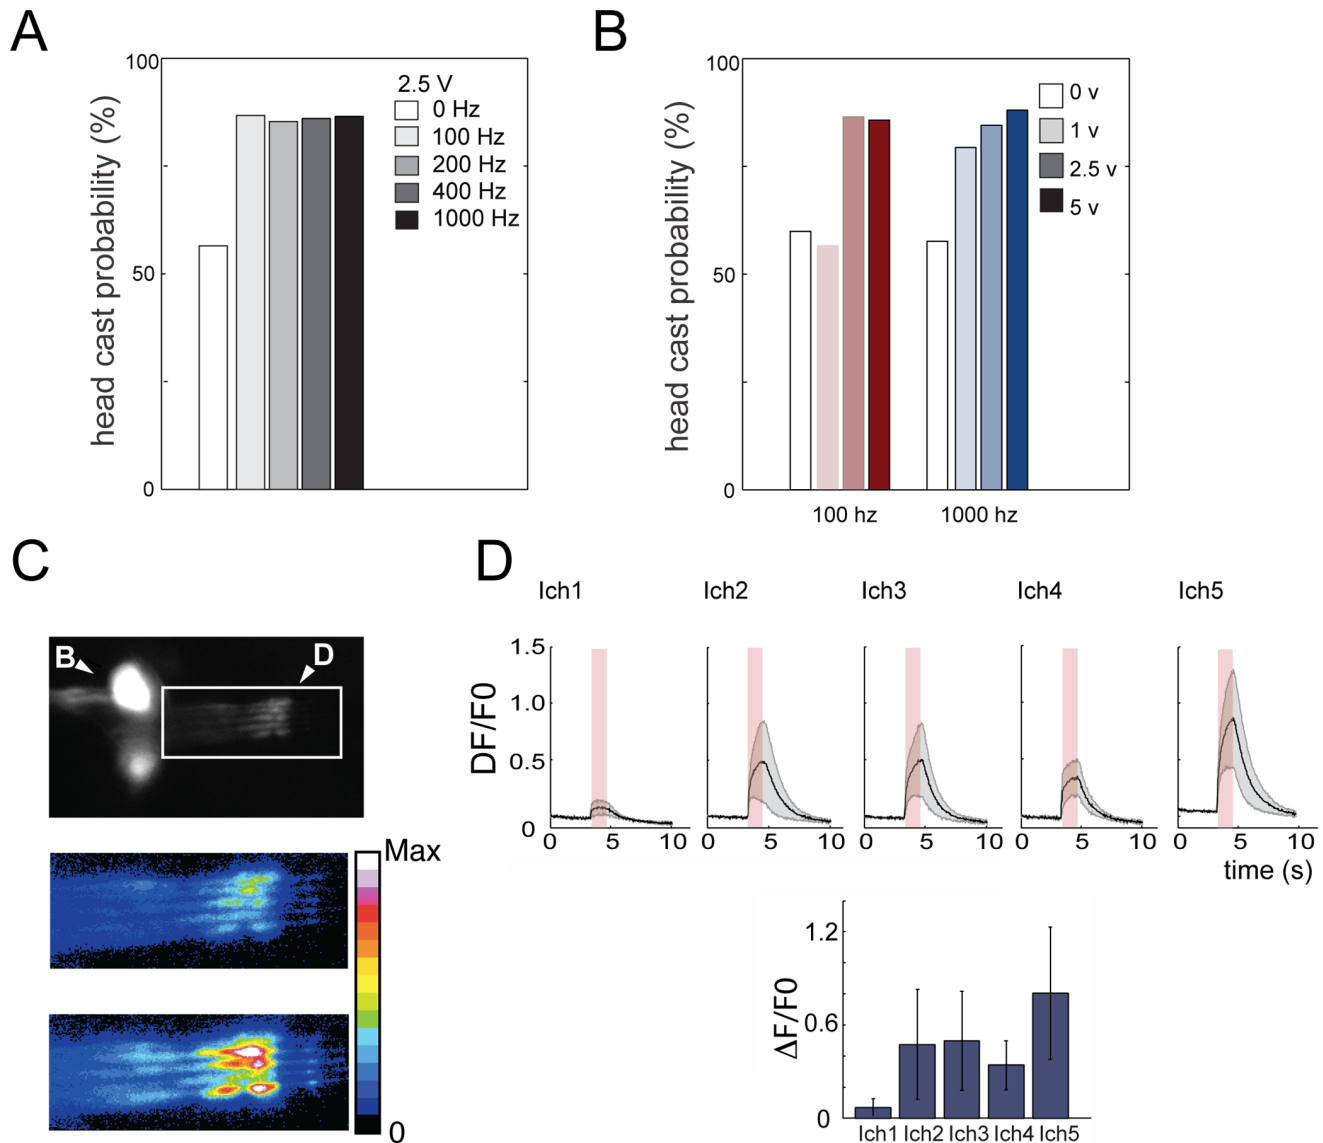 A
head cast probability (%)
100
50
0
2.5 V
0 Hz
100 Hz
200 Hz
400 Hz
1000 Hz
B
head cast probability (%)
100
50
0
0 v
1 v
2.5 v
5 v
100 hz
1000 hz
C
B
D
Max
0
D
Ich1
Ich2
Ich3
Ich4
Ich5
DF/F0
1.5
1.0
0.5
0
0 5 10
0 5 10
0 5 10
0 5 10
0 5 10
time (s)
ΔF/F0
1.2
0.6
0
Ich1 Ich2 Ich3 Ich4 Ich5